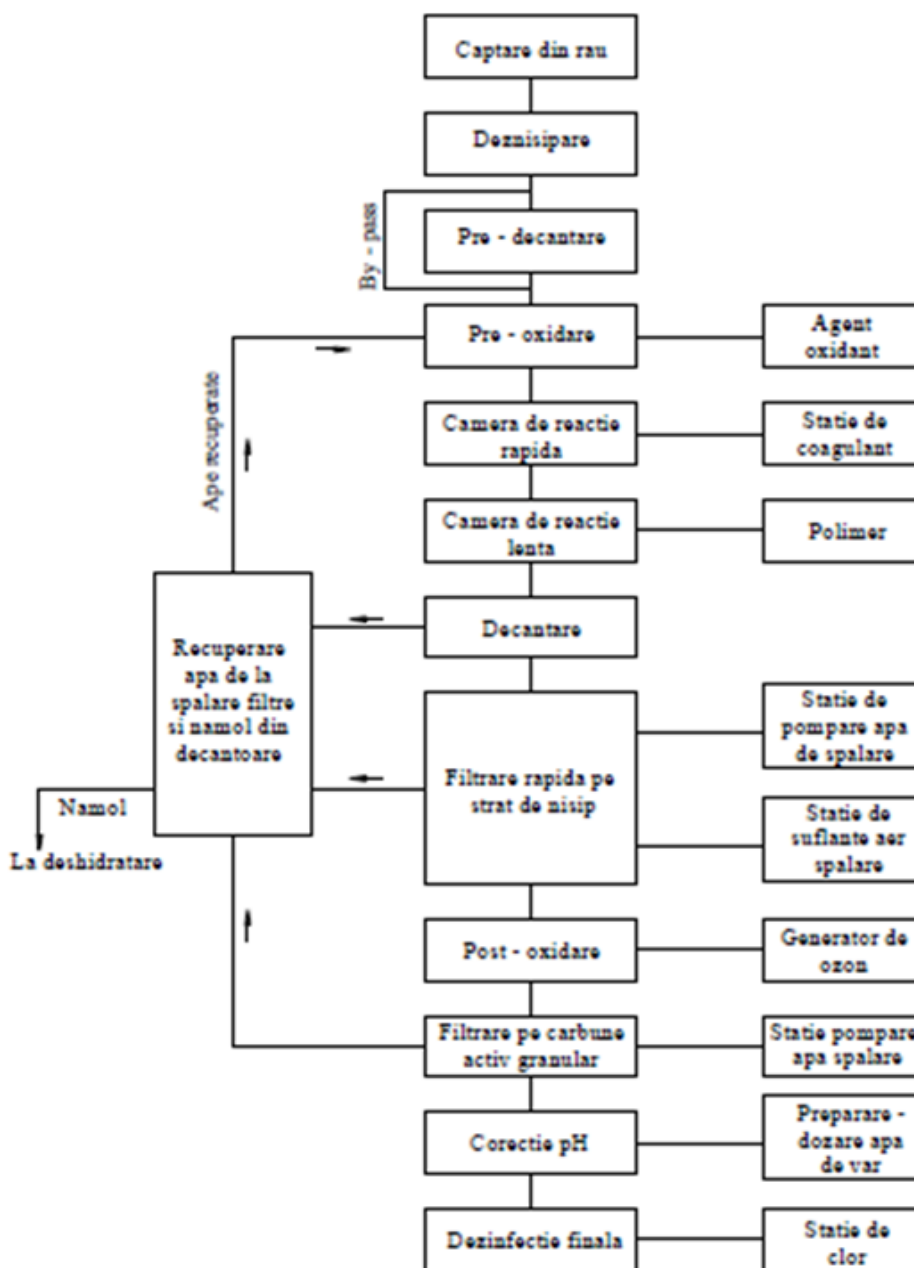 Captare din rau
Deznisipare
By - pass
Pre - decantare
Pre - oxidare
Agent
oxidant
Ape recuperate
Camera de reactie
rapida
Statie de
coagulant
Camera de reactie
lenta
Polimer
Recuperare
apa de la
spalare filtre
si namol din
decantoare
Decantare
Filtrare rapida pe
strat de nisip
Statie de
pompare apa
de spalare
Statie de
suflante aer
spalare
Namol
La deshidratare
Post - oxidare
Generator de
ozon
Filtrare pe carbune
activ granular
Statie pompare
apa spalare
Corectie pH
Preparare -
dozare apa
de var
Dezinfectie finala
Statie de
clor